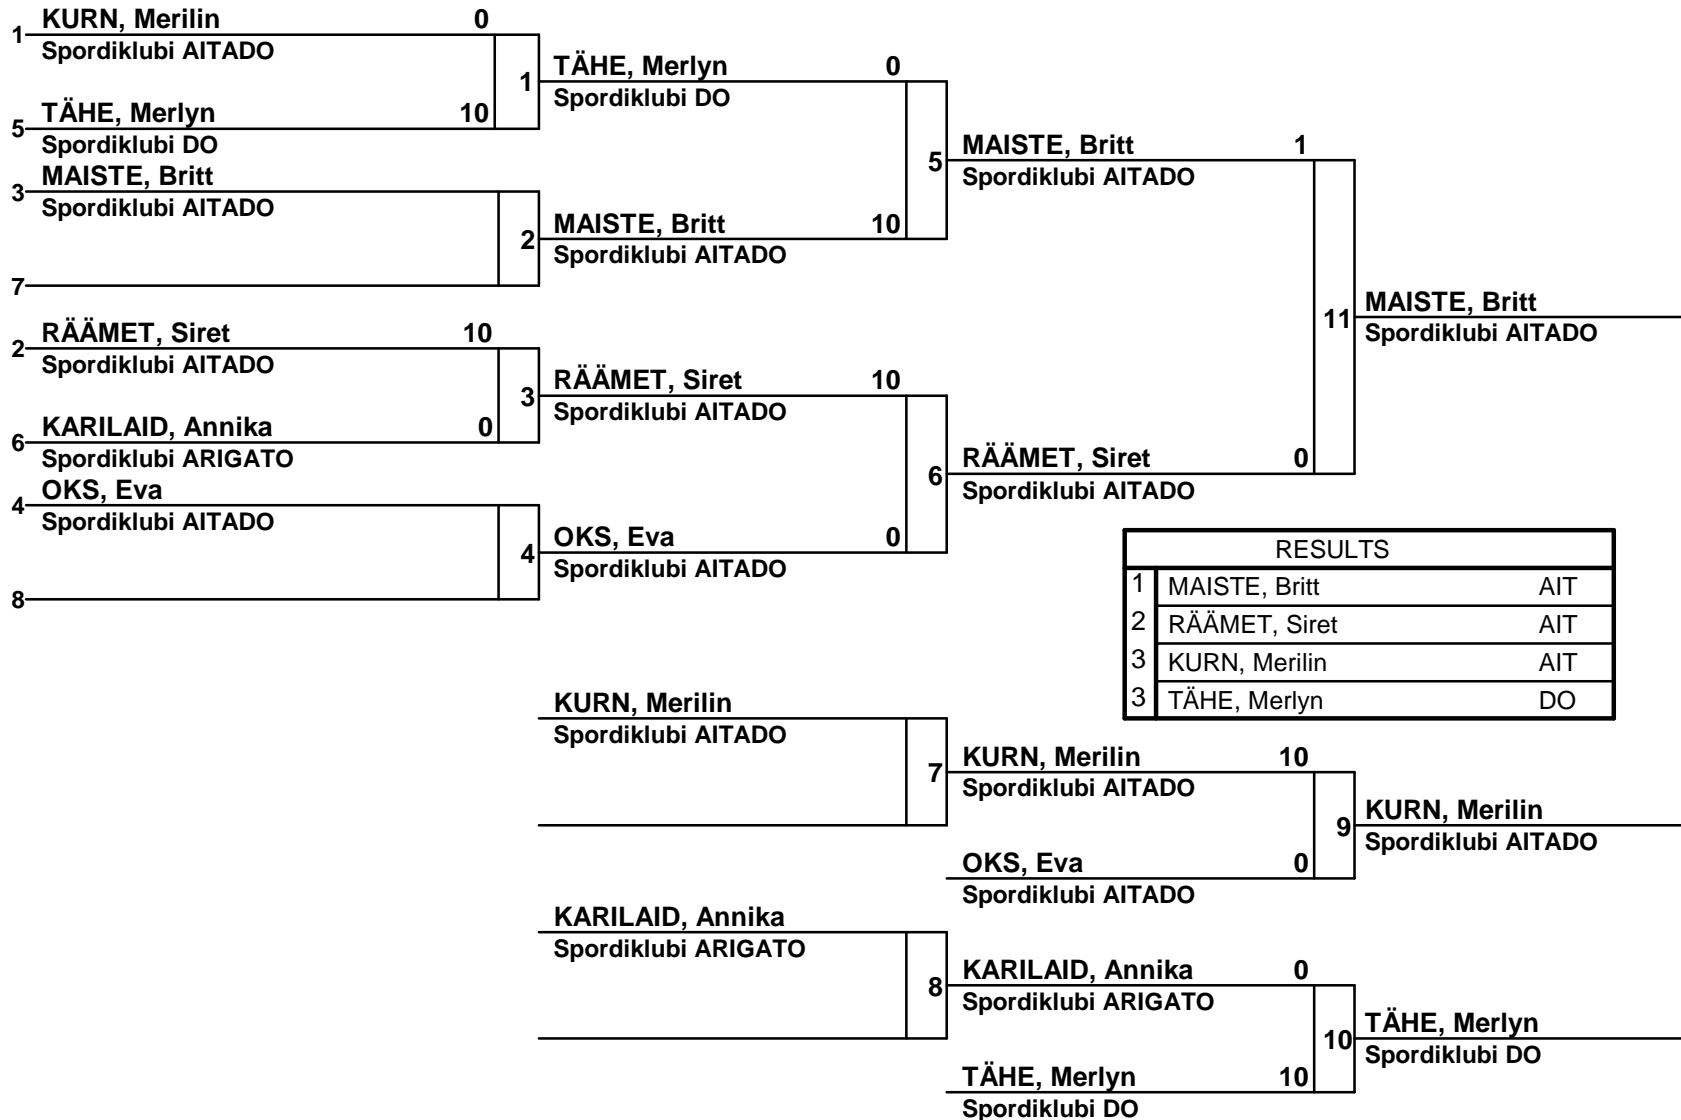 KURN, Merilin 0
1
Spordiklubi AITADO
TÄHE, Merlyn 0
1
Spordiklubi DO
TÄHE, Merlyn 10
5
Spordiklubi DO
MAISTE, Britt 1
5
Spordiklubi AITADO
MAISTE, Britt
3
Spordiklubi AITADO
MAISTE, Britt 10
2
Spordiklubi AITADO
7
MAISTE, Britt
11
Spordiklubi AITADO
RÄÄMET, Siret 10
2
Spordiklubi AITADO
RÄÄMET, Siret 10
3
Spordiklubi AITADO
KARILAID, Annika 0
6
Spordiklubi ARIGATO
RÄÄMET, Siret 0
6
Spordiklubi AITADO
OKS, Eva
4
Spordiklubi AITADO
OKS, Eva 0
4
Spordiklubi AITADO
8
RESULTS
1 MAISTE, Britt AIT
2 RÄÄMET, Siret AIT
3 KURN, Merilin AIT
3 TÄHE, Merlyn DO
KURN, Merilin
Spordiklubi AITADO
KURN, Merilin 10
7
Spordiklubi AITADO
KURN, Merilin
9
Spordiklubi AITADO
OKS, Eva 0
Spordiklubi AITADO
KARILAID, Annika
Spordiklubi ARIGATO
KARILAID, Annika 0
8
Spordiklubi ARIGATO
TÄHE, Merlyn
10
Spordiklubi DO
TÄHE, Merlyn 10
Spordiklubi DO